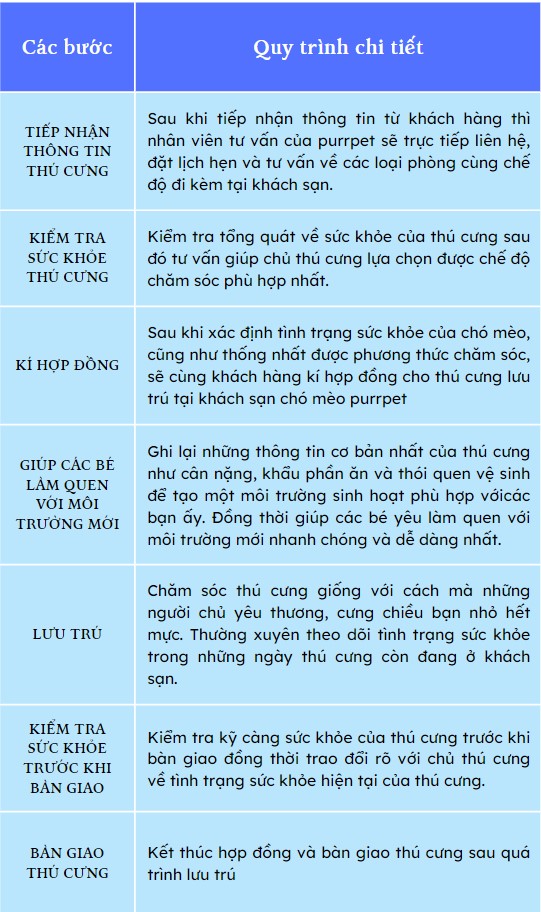 Các bước
Quy trình chi tiết
TIẾP NHẬN
THÔNG TIN
THÚ CƯNG
Sau khi tiếp nhận thông tin từ khách hàng thì
nhân viên tư vấn của purrpet sẽ trực tiếp liên hệ,
đặt lịch hẹn và tư vấn về các loại phòng cùng chế
độ đi kèm tại khách sạn.
KIỂM TRA
SỨC KHỎE
THÚ CƯNG
Kiểm tra tổng quát về sức khỏe của thú cưng sau
đó tư vấn giúp chủ thú cưng lựa chọn được chế độ
chăm sóc phù hợp nhất.
KÍ HỢP ĐỒNG
Sau khi xác định tình trạng sức khỏe của chó mèo,
cũng như thống nhất được phương thức chăm sóc,
sẽ cùng khách hàng kí hợp đồng cho thú cưng lưu
trú tại khách sạn chó mèo purrpet
GIÚP CÁC BÉ
LÀM QUEN
VỚI MÔI
TRƯỜNG MỚI
Ghi lại những thông tin cơ bản nhất của thú cưng
như cân nặng, khẩu phần ăn và thói quen vệ sinh
để tạo một môi trường sinh hoạt phù hợp vớicác
bạn ấy. Đồng thời giúp các bé yêu làm quen với
môi trường mới nhanh chóng và dễ dàng nhất.
LƯU TRÚ
Chăm sóc thú cưng giống với cách mà những
người chủ yêu thương, cưng chiều bạn nhỏ hết
mực. Thường xuyên theo dõi tình trạng sức khỏe
trong những ngày thú cưng còn đang ở khách
sạn.
KIỂM TRA
SỨC KHỎE
TRƯỚC KHI
BÀN GIAO
Kiểm tra kỹ càng sức khỏe của thú cưng trước khi
bàn giao đồng thời trao đổi rõ với chủ thú cưng
về tình trạng sức khỏe hiện tại của thú cưng.
BÀN GIAO
THÚ CƯNG
Kết thúc hợp đồng và bàn giao thú cưng sau quá
trình lưu trú